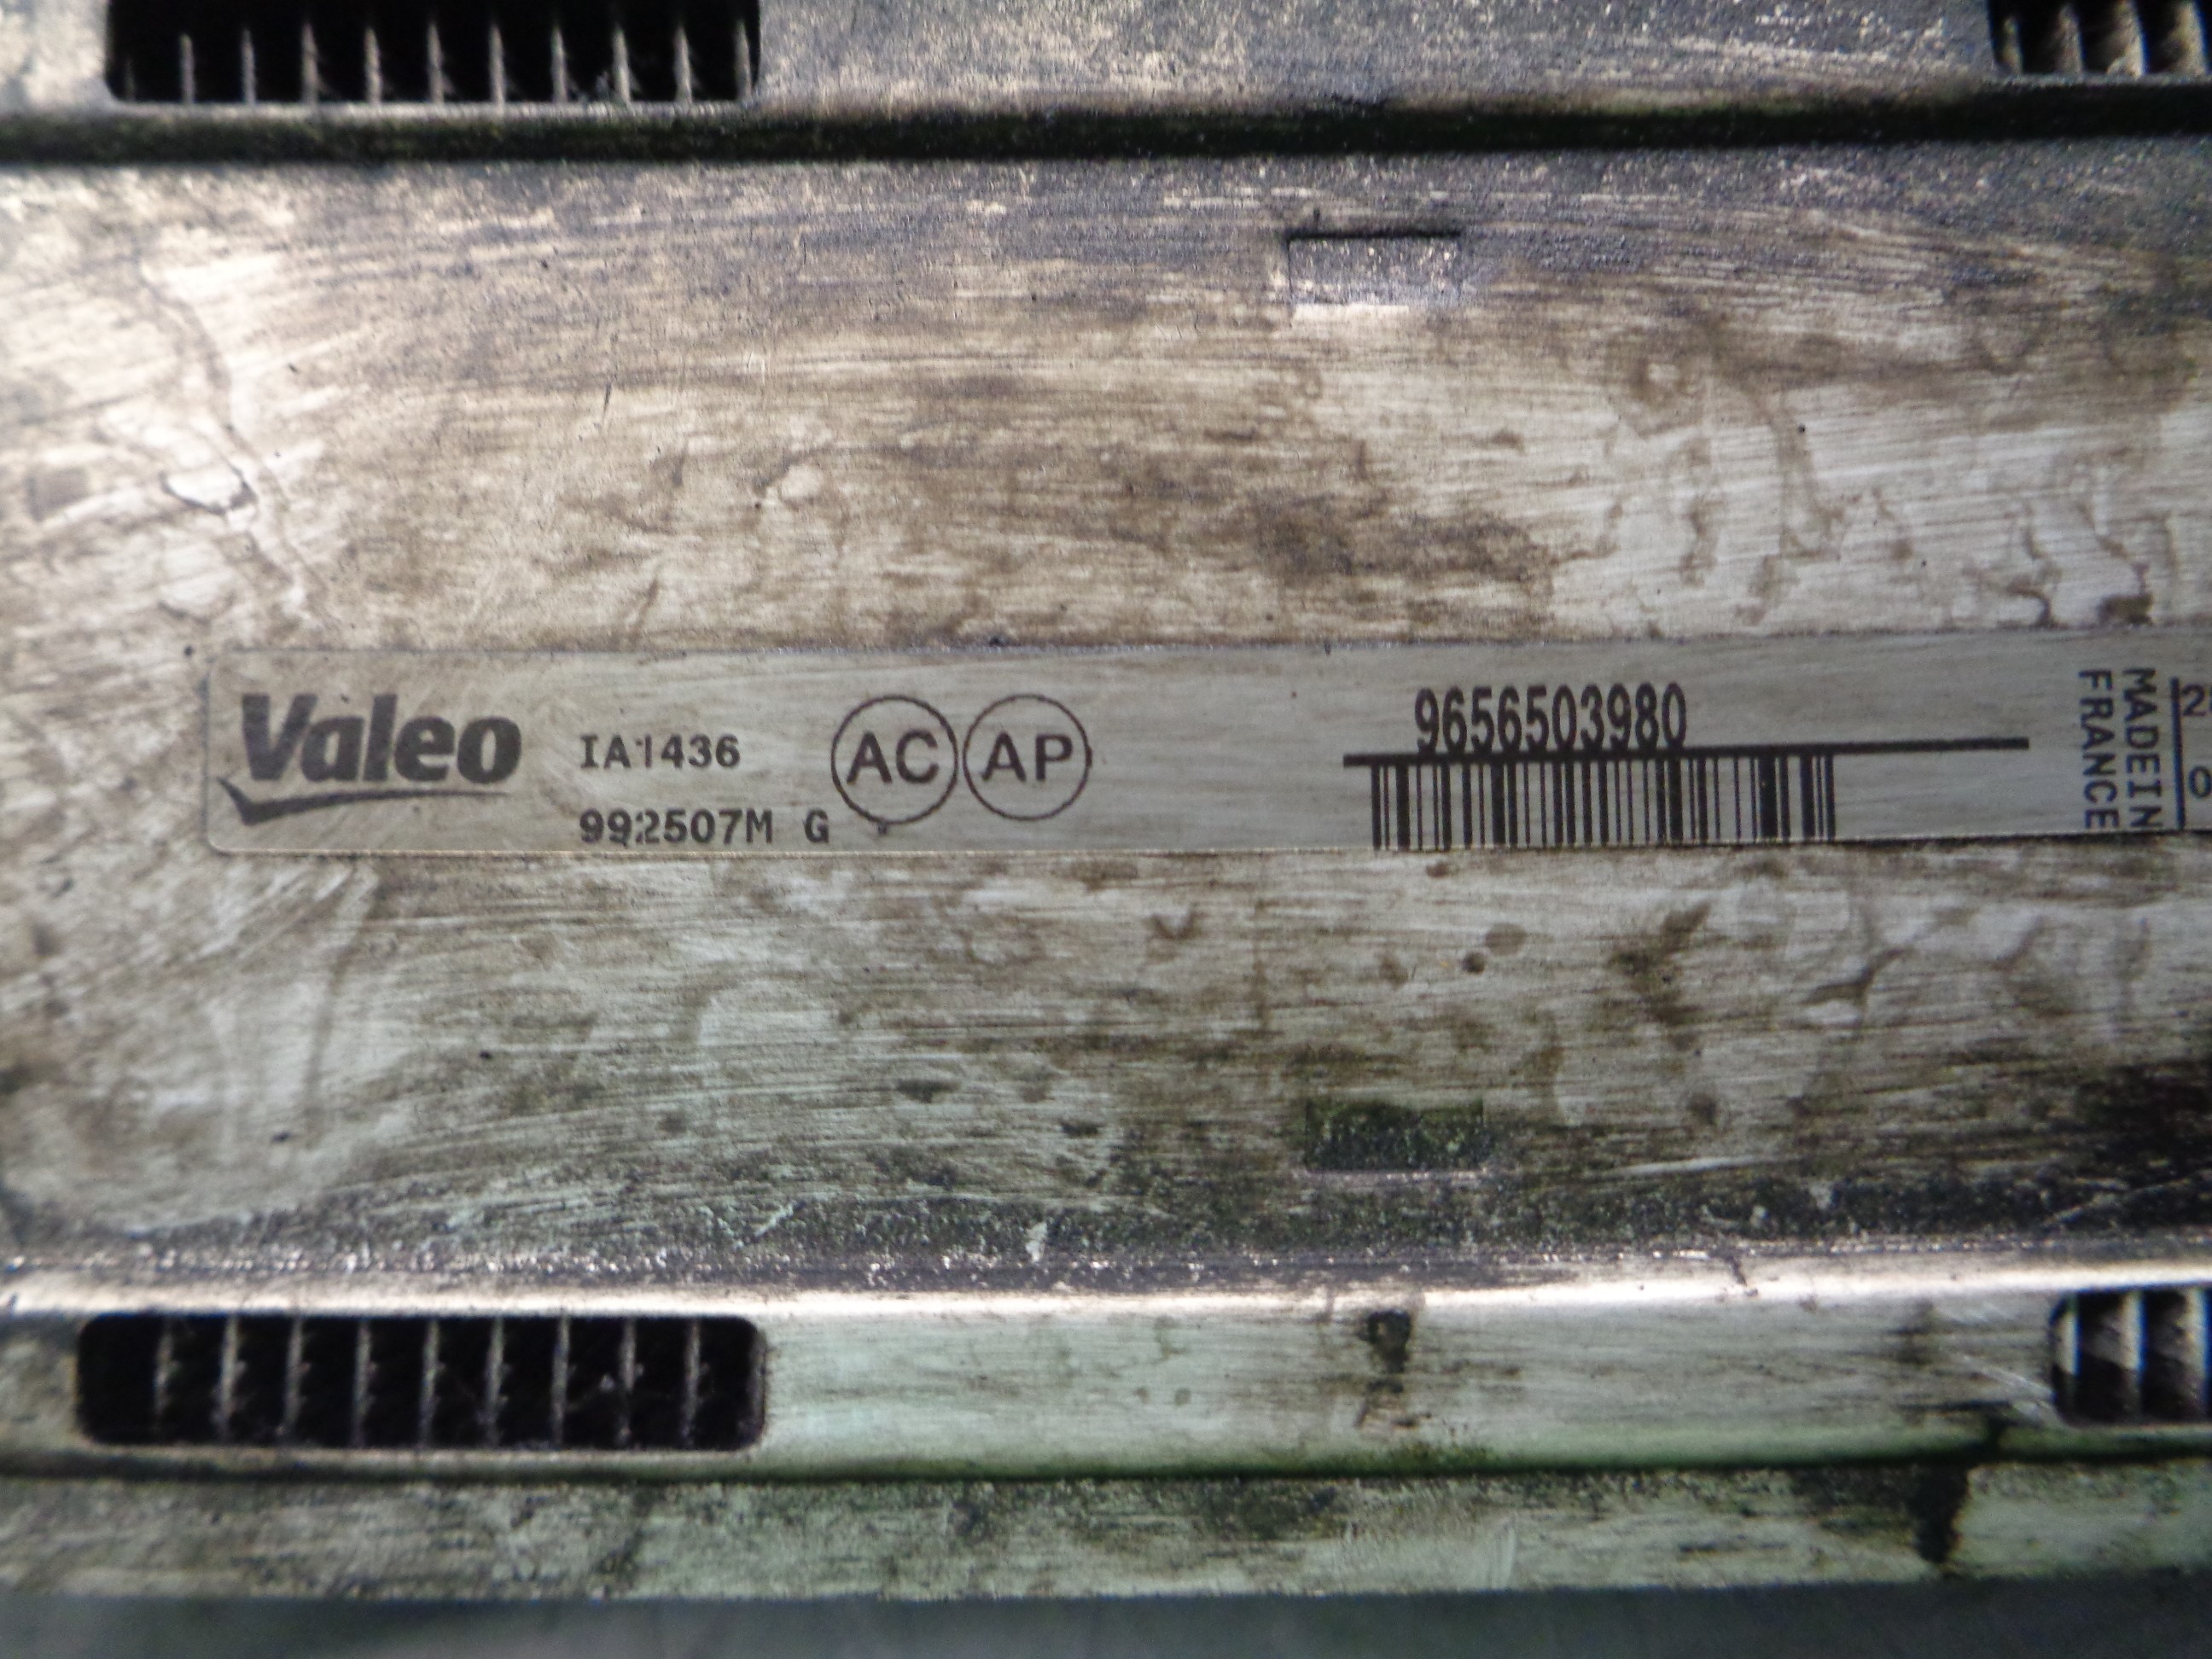 Valeo
IA1436
992507M G
AC AP
9656503980
MADEIN
FRANCE